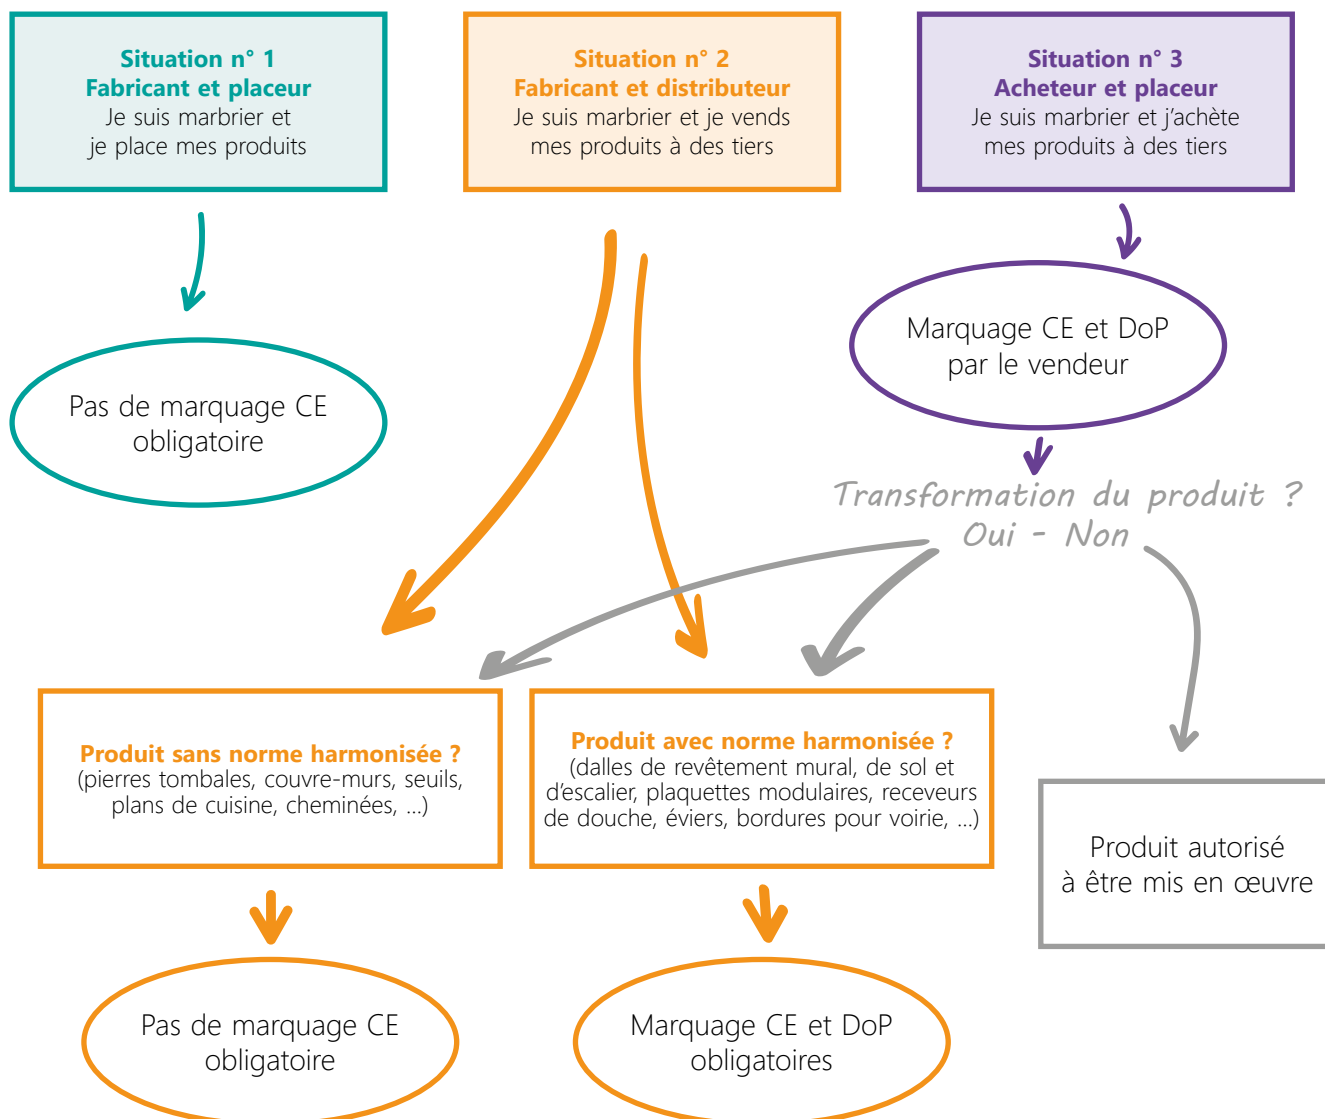 Situation n° 1
Fabricant et placeur
Je suis marbrier et
je place mes produits
Situation n° 2
Fabricant et distributeur
Je suis marbrier et je vends
mes produits à des tiers
Situation n° 3
Acheteur et placeur
Je suis marbrier et j’achète
mes produits à des tiers
Pas de marquage CE
obligatoire
Marquage CE et DoP
par le vendeur
Transformation du produit ?
Oui - Non
Produit sans norme harmonisée ?
(pierres tombales, couvre-murs, seuils,
plans de cuisine, cheminées, ...)
Produit avec norme harmonisée ?
(dalles de revêtement mural, de sol et
d’escalier, plaquettes modulaires, receveurs
de douche, éviers, bordures pour voirie, ...)
Produit autorisé
à être mis en œuvre
Pas de marquage CE
obligatoire
Marquage CE et DoP
obligatoires